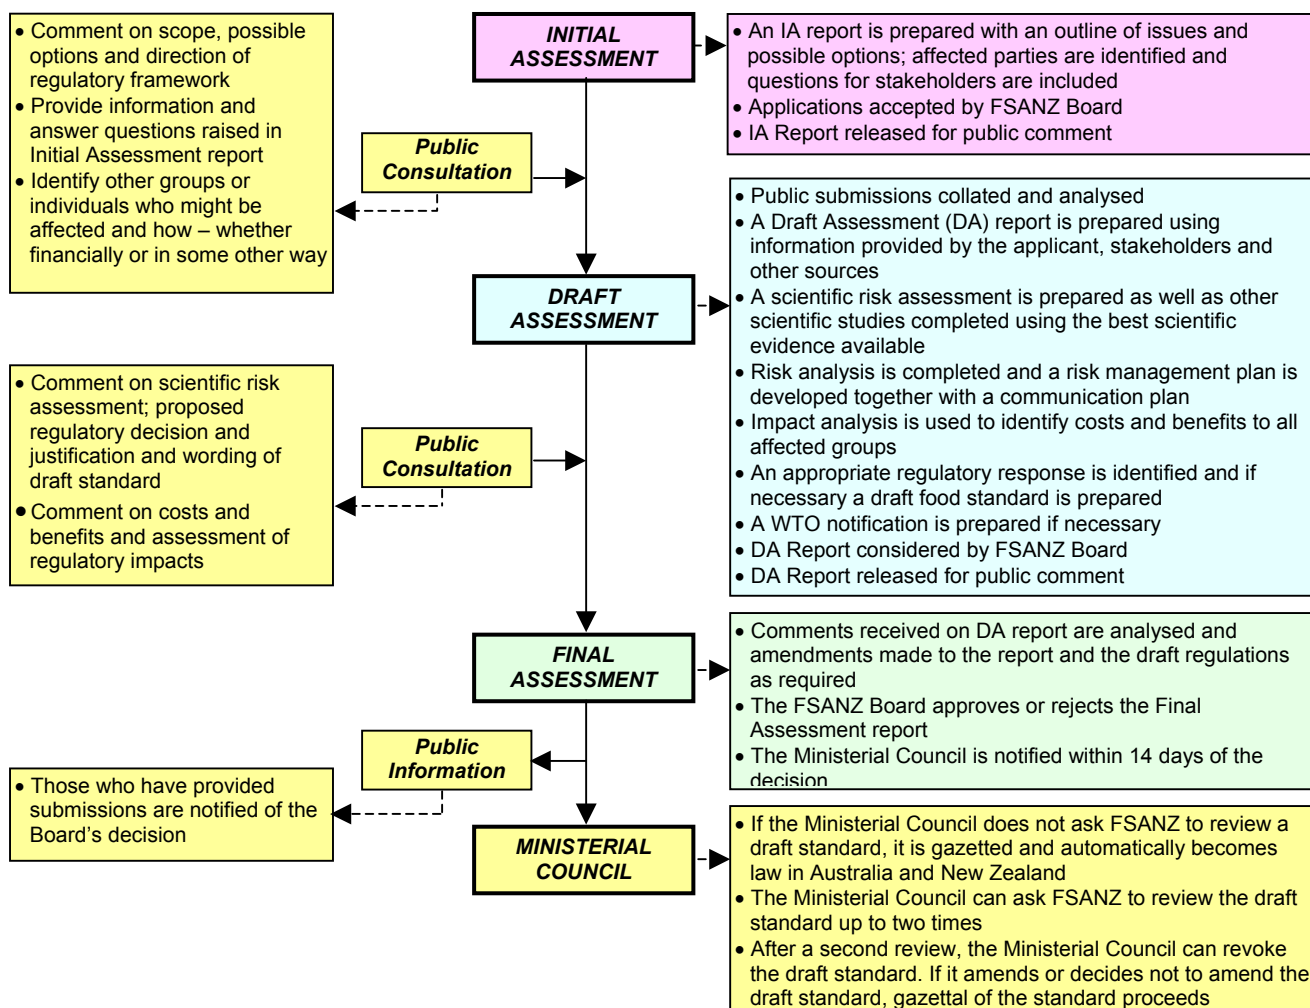 • Comment on scope, possible
options and direction of
regulatory framework
• Provide information and
answer questions raised in
Initial Assessment report
• Identify other groups or
individuals who might be
affected and how – whether
financially or in some other way
INITIAL
ASSESSMENT
• An IA report is prepared with an outline of issues and
possible options; affected parties are identified and
questions for stakeholders are included
• Applications accepted by FSANZ Board
• IA Report released for public comment
Public
Consultation
DRAFT
ASSESSMENT
• Public submissions collated and analysed
• A Draft Assessment (DA) report is prepared using
information provided by the applicant, stakeholders and
other sources
• A scientific risk assessment is prepared as well as other
scientific studies completed using the best scientific
evidence available
• Risk analysis is completed and a risk management plan is
developed together with a communication plan
• Impact analysis is used to identify costs and benefits to all
affected groups
• An appropriate regulatory response is identified and if
necessary a draft food standard is prepared
• A WTO notification is prepared if necessary
• DA Report considered by FSANZ Board
• DA Report released for public comment
• Comment on scientific risk
assessment; proposed
regulatory decision and
justification and wording of
draft standard
• Comment on costs and
benefits and assessment of
regulatory impacts
Public
Consultation
FINAL
ASSESSMENT
• Comments received on DA report are analysed and
amendments made to the report and the draft regulations
as required
• The FSANZ Board approves or rejects the Final
Assessment report
• The Ministerial Council is notified within 14 days of the
decision
Public
Information
• Those who have provided
submissions are notified of the
Board’s decision
MINISTERIAL
COUNCIL
• If the Ministerial Council does not ask FSANZ to review a
draft standard, it is gazetted and automatically becomes
law in Australia and New Zealand
• The Ministerial Council can ask FSANZ to review the draft
standard up to two times
• After a second review, the Ministerial Council can revoke
the draft standard. If it amends or decides not to amend the
draft standard, gazettal of the standard proceeds